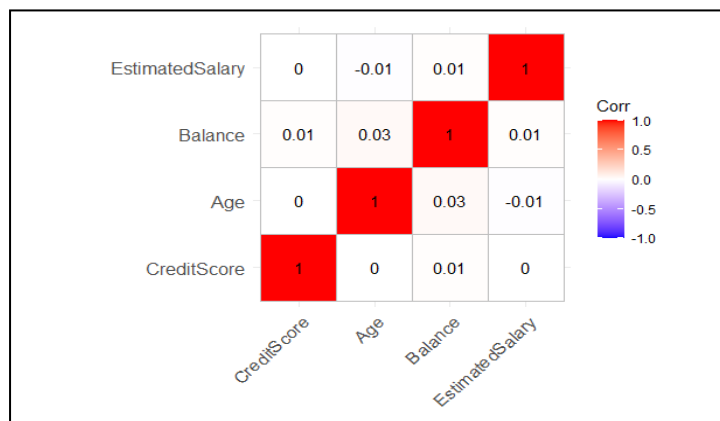 EstimatedSalary 0 -0.01 0.01 1
Balance 0.01 0.03 1 0.01
Age 0 1 0.03 -0.01
CreditScore 1 0 0.01 0
CreditScore Age Balance EstimatedSalary
Corr
1.0
0.5
0.0
-0.5
-1.0